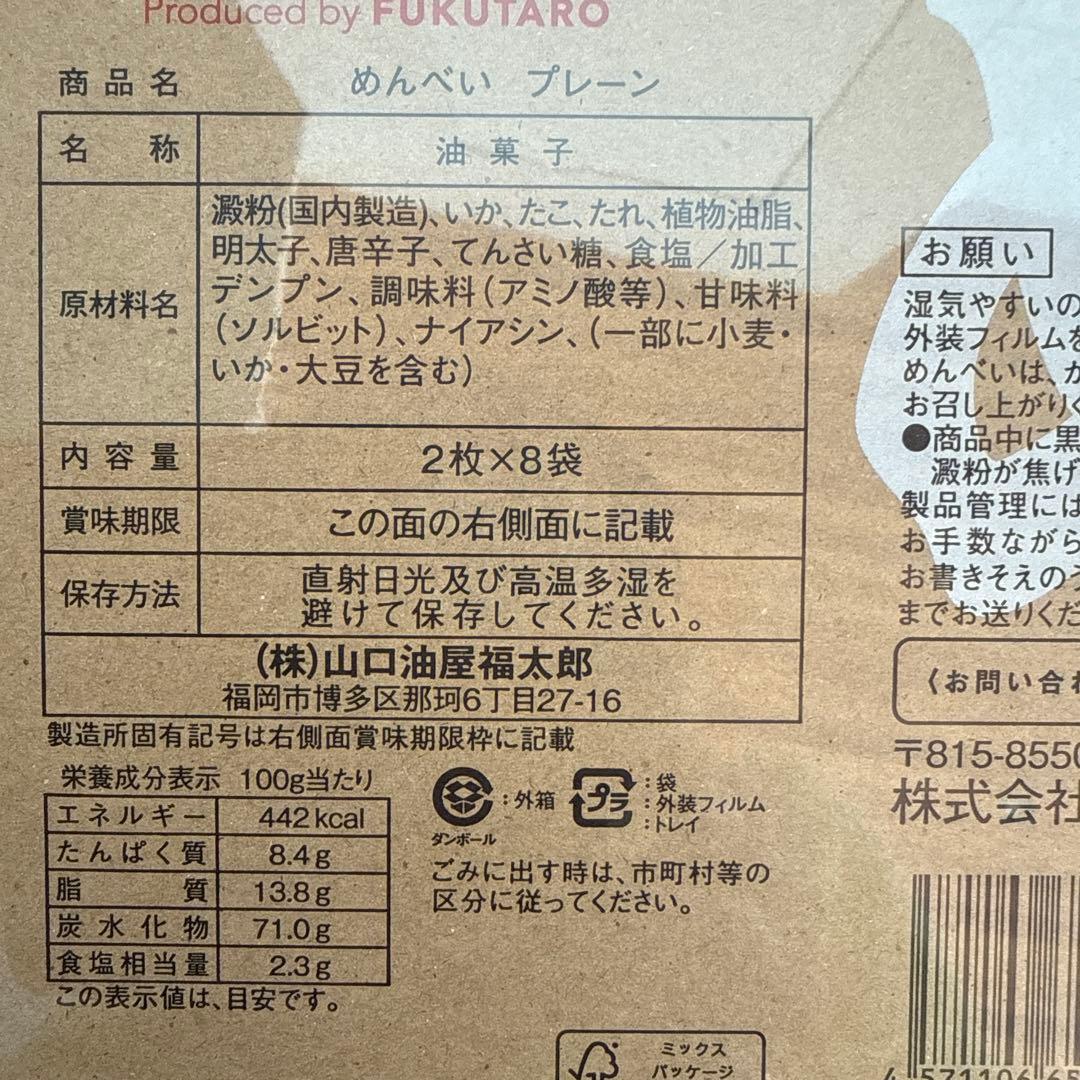 Produced by FUKUTARO
商品名 めんべい プレーン
名称 油菓子
原材料名
澱粉(国内製造)、いか、たこ、たれ、植物油脂、
明太子、唐辛子、てんさい糖、食塩／加工
デンプン、調味料(アミノ酸等)、甘味料
(ソルビット)、ナイアシン、(一部に小麦・
いか・大豆を含む)
内容量 2枚×8袋
賞味期限 この面の右側面に記載
保存方法
直射日光及び高温多湿を
避けて保存してください。
(株)山口油屋福太郎
福岡市博多区那珂6丁目27-16
製造所固有記号は右側面賞味期限枠に記載
栄養成分表示 100g当たり
エネルギー 442kcal
たんぱく質 8.4g
脂質 13.8g
炭水化物 71.0g
食塩相当量 2.3g
この表示値は、目安です。
ダンボール
:外箱
プラ
:袋
:外装フィルム
:トレイ
ごみに出す時は、市町村等の
区分に従ってください。
ミックス
パッケージ
お願い
湿気やすいの
外装フィルムを
めんべいは、か
お召し上がりく
●商品中に黒
澱粉が焦げ
製品管理には
お手数ながら
お書きそえのう
までお送りくだ
〈お問い合わ
〒815-8550
株式会社
4 571106 65